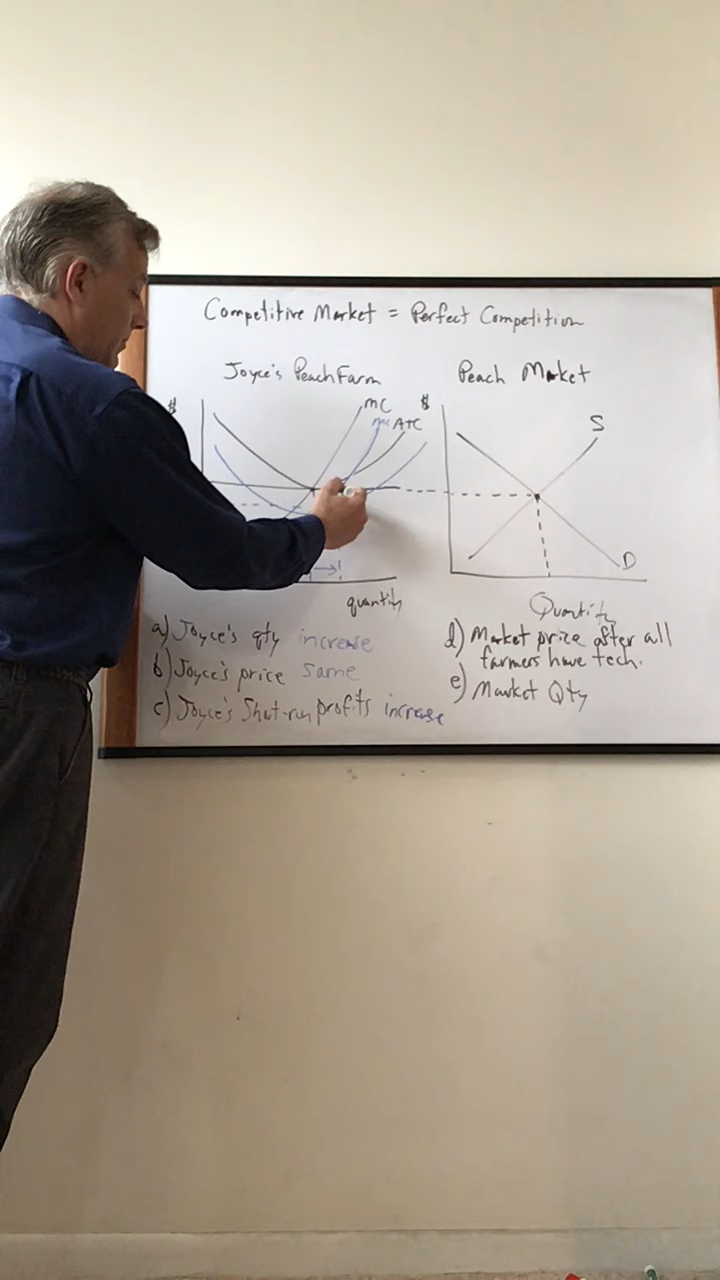 Competitive Market = Perfect Competition
Joyce's Peach Farm
Peach Market
$
MC
MC
ATC
$
S
D
quantity
Quantity
a) Joyce's qty increase
b) Joyce's price same
c) Joyce's Short-run profits increase
d) Market price after all
farmers have tech.
e) Market Qty